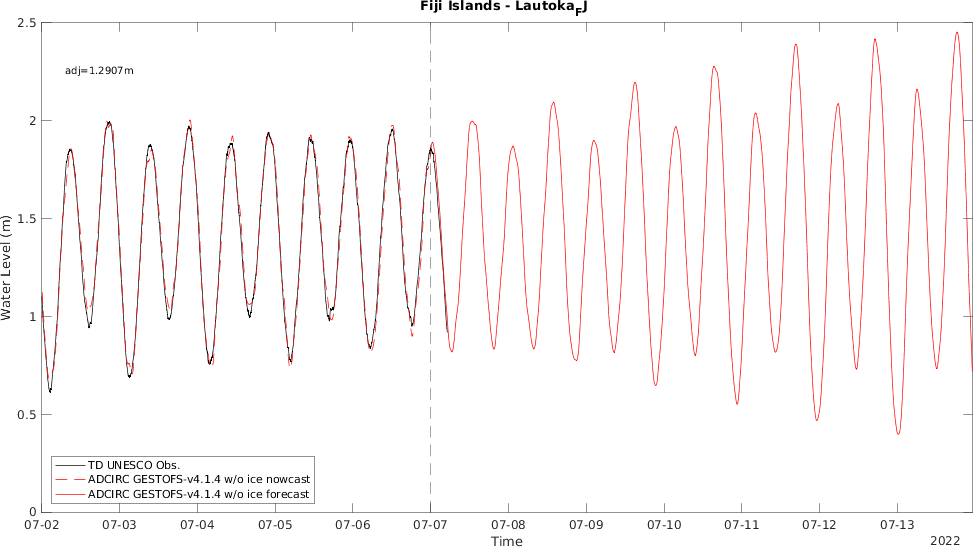 Fiji Islands - Lautoka_FJ
2.5
adj=1.2907m
2
1.5
Water Level (m)
1
0.5
TD UNESCO Obs.
ADCIRC GESTOFS-v4.1.4 w/o ice nowcast
ADCIRC GESTOFS-v4.1.4 w/o ice forecast
0
07-02 07-03 07-04 07-05 07-06 07-07 07-08 07-09 07-10 07-11 07-12 07-13
Time
2022